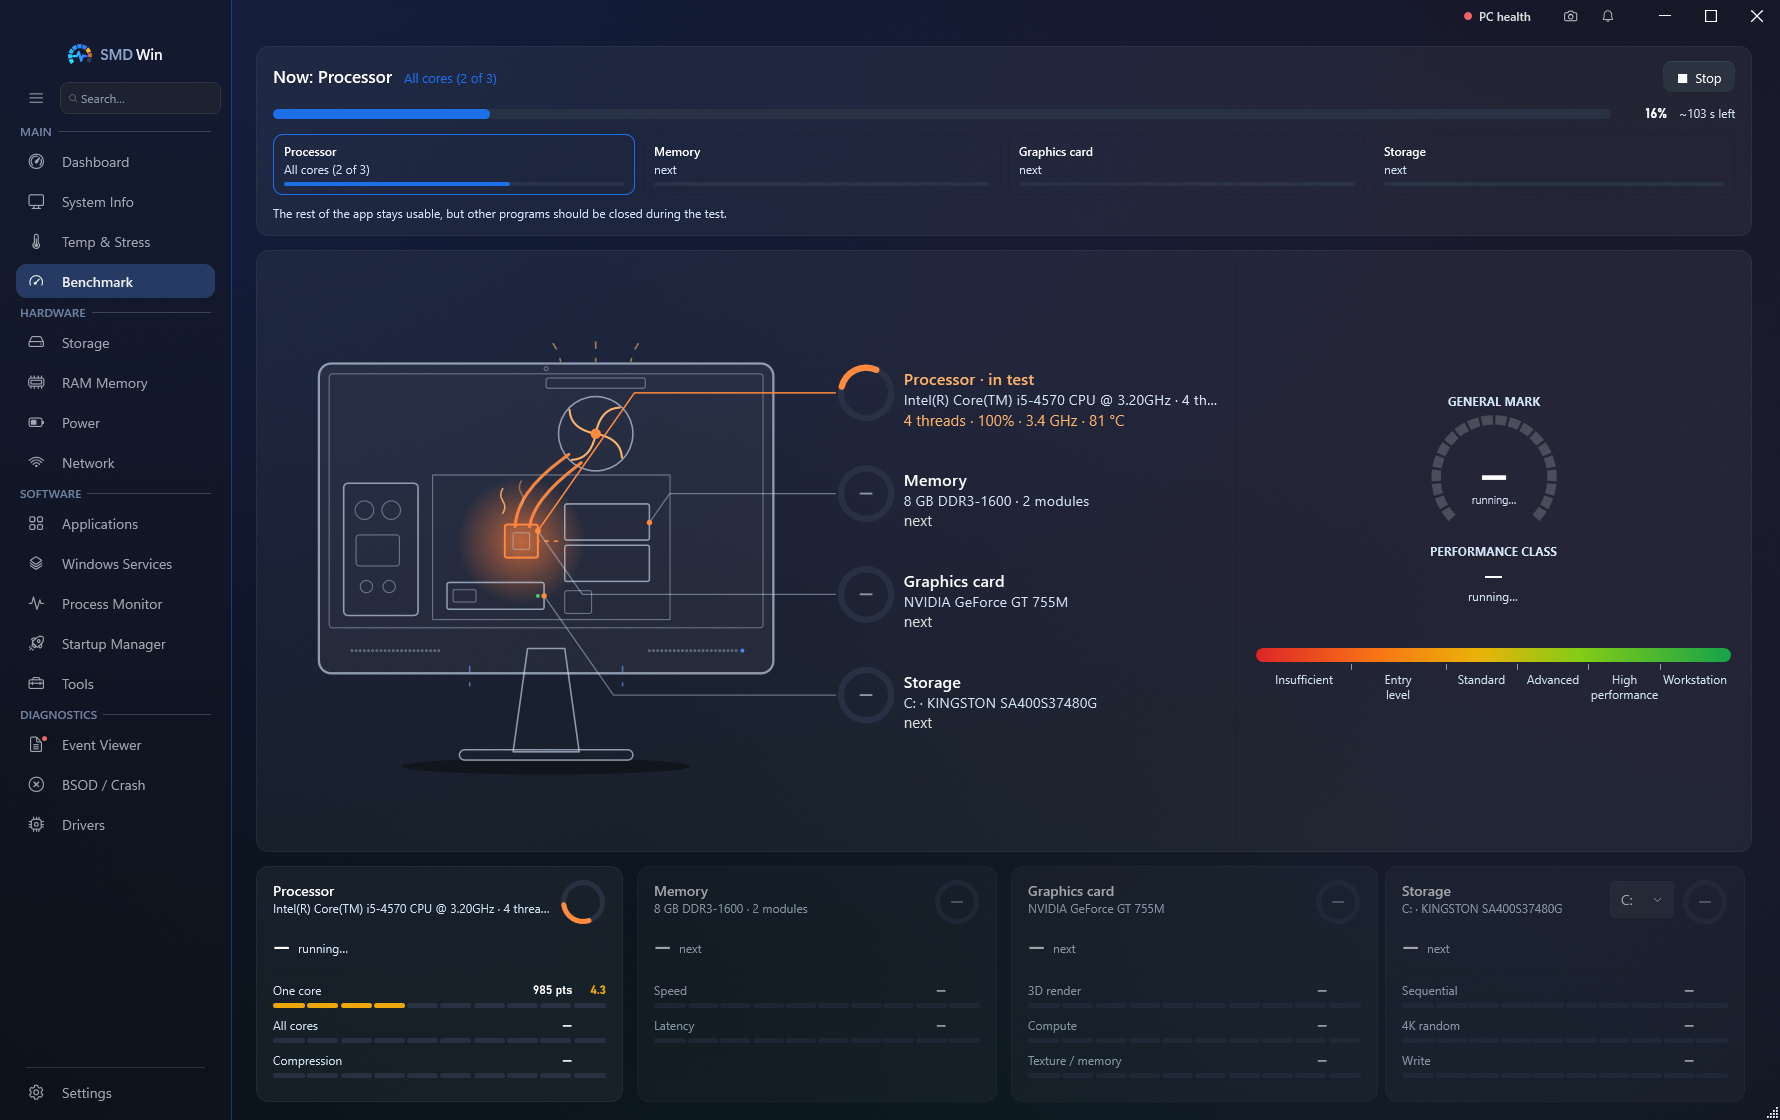 PC health
SMD Win
Search...
MAIN
Dashboard
System Info
Temp & Stress
Benchmark
HARDWARE
Storage
RAM Memory
Power
Network
SOFTWARE
Applications
Windows Services
Process Monitor
Startup Manager
Tools
DIAGNOSTICS
Event Viewer
BSOD / Crash
Drivers
Settings
Now: Processor All cores (2 of 3)
Stop
16% ~103 s left
Processor
All cores (2 of 3)
Memory
next
Graphics card
next
Storage
next
The rest of the app stays usable, but other programs should be closed during the test.
Processor · in test
Intel(R) Core(TM) i5-4570 CPU @ 3.20GHz · 4 th...
4 threads · 100% · 3.4 GHz · 81 °C
Memory
8 GB DDR3-1600 · 2 modules
next
Graphics card
NVIDIA GeForce GT 755M
next
Storage
C: · KINGSTON SA400S37480G
next
GENERAL MARK
—
running...
PERFORMANCE CLASS
—
running...
Insufficient
Entry level
Standard
Advanced
High performance
Workstation
Processor
Intel(R) Core(TM) i5-4570 CPU @ 3.20GHz · 4 threa...
— running...
One core 985 pts 4.3
All cores —
Compression —
Memory
8 GB DDR3-1600 · 2 modules
— next
Speed —
Latency —
Graphics card
NVIDIA GeForce GT 755M
— next
3D render —
Compute —
Texture / memory —
Storage
C: · KINGSTON SA400S37480G
C:
— next
Sequential —
4K random —
Write —